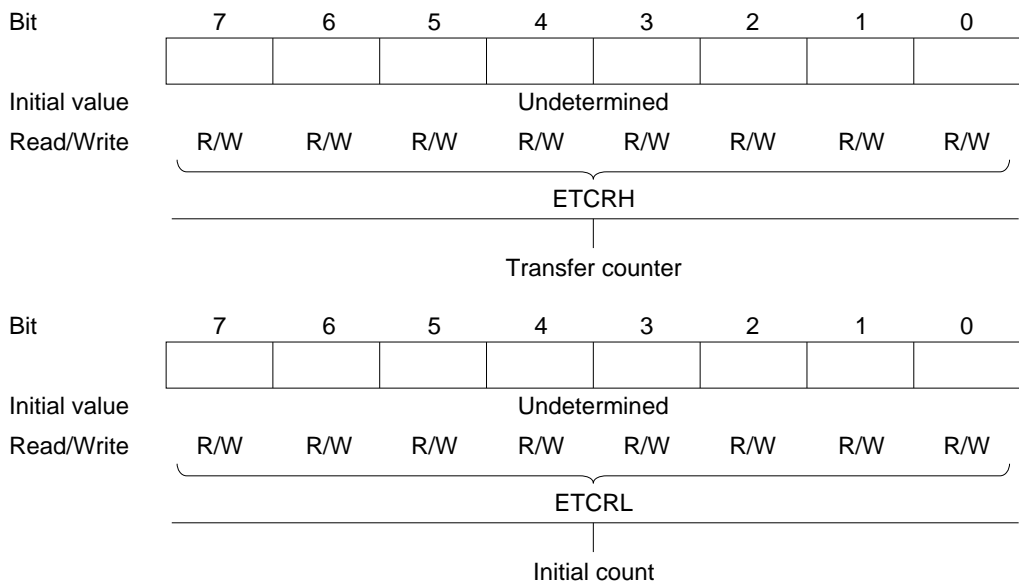 Bit 7 6 5 4 3 2 1 0
Initial value Undetermined
Read/Write R/W R/W R/W R/W R/W R/W R/W R/W
ETCRH
Transfer counter
Bit 7 6 5 4 3 2 1 0
Initial value Undetermined
Read/Write R/W R/W R/W R/W R/W R/W R/W R/W
ETCRL
Initial count